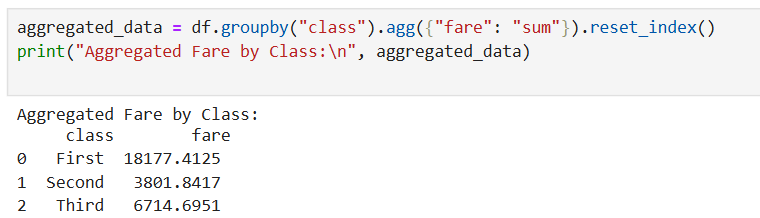 aggregated_data = df.groupby("class").agg({"fare": "sum"}).reset_index()
print("Aggregated Fare by Class:\n", aggregated_data)
Aggregated Fare by Class:
class fare
0 First 18177.4125
1 Second 3801.8417
2 Third 6714.6951